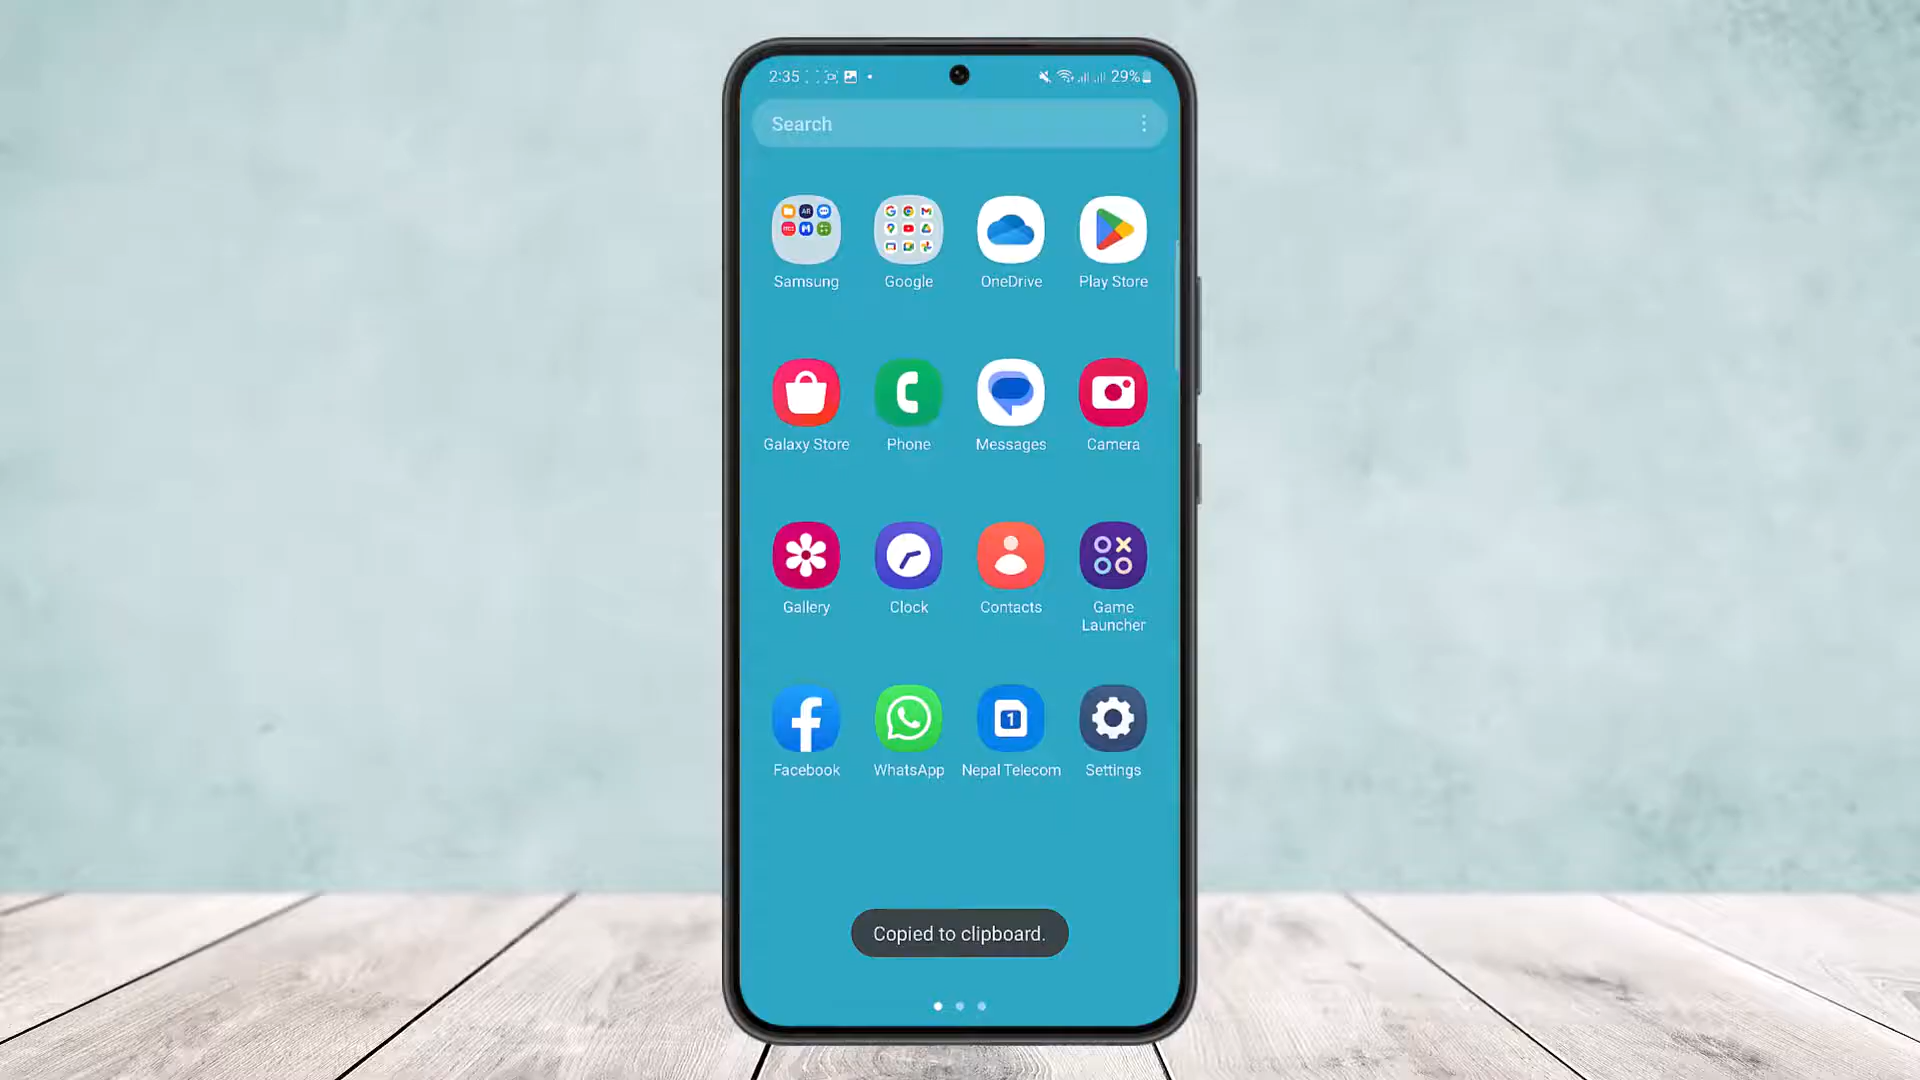 2:35 29%
Search
Samsung Google OneDrive Play Store
Galaxy Store Phone Messages Camera
Gallery Clock Contacts Game
Launcher
Facebook WhatsApp Nepal Telecom Settings
Copied to clipboard.